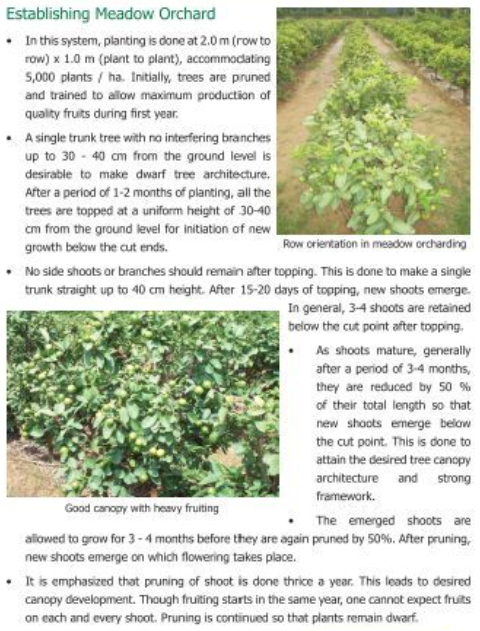 Establishing Meadow Orchard
• In this system, planting is done at 2.0 m (row to
row) x 1.0 m (plant to plant), accommodating
5,000 plants / ha. Initially, trees are pruned
and trained to allow maximum production of
quality fruits during first year.
• A single trunk tree with no interfering branches
up to 30 - 40 cm from the ground level is
desirable to make dwarf tree architecture.
After a period of 1-2 months of planting, all the
trees are topped at a uniform height of 30-40
cm from the ground level for initiation of new
growth below the cut ends.
Row orientation in meadow orcharding
• No side shoots or branches should remain after topping. This is done to make a single
trunk straight up to 40 cm height. After 15-20 days of topping, new shoots emerge.
In general, 3-4 shoots are retained
below the cut point after topping.
• As shoots mature, generally
after a period of 3-4 months,
they are reduced by 50 %
of their total length so that
new shoots emerge below
the cut point. This is done to
attain the desired tree canopy
architecture and strong
framework.
Good canopy with heavy fruiting
• The emerged shoots are
allowed to grow for 3 - 4 months before they are again pruned by 50%. After pruning,
new shoots emerge on which flowering takes place.
• It is emphasized that pruning of shoot is done thrice a year. This leads to desired
canopy development. Though fruiting starts in the same year, one cannot expect fruits
on each and every shoot. Pruning is continued so that plants remain dwarf.